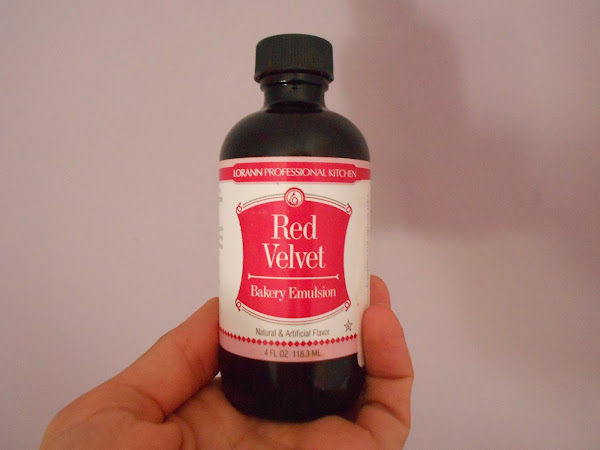 LORANN PROFESSIONAL KITCHEN
Red
Velvet
Bakery Emulsion
Natural & Artificial Flavor
4 FL OZ 118.3 ML.